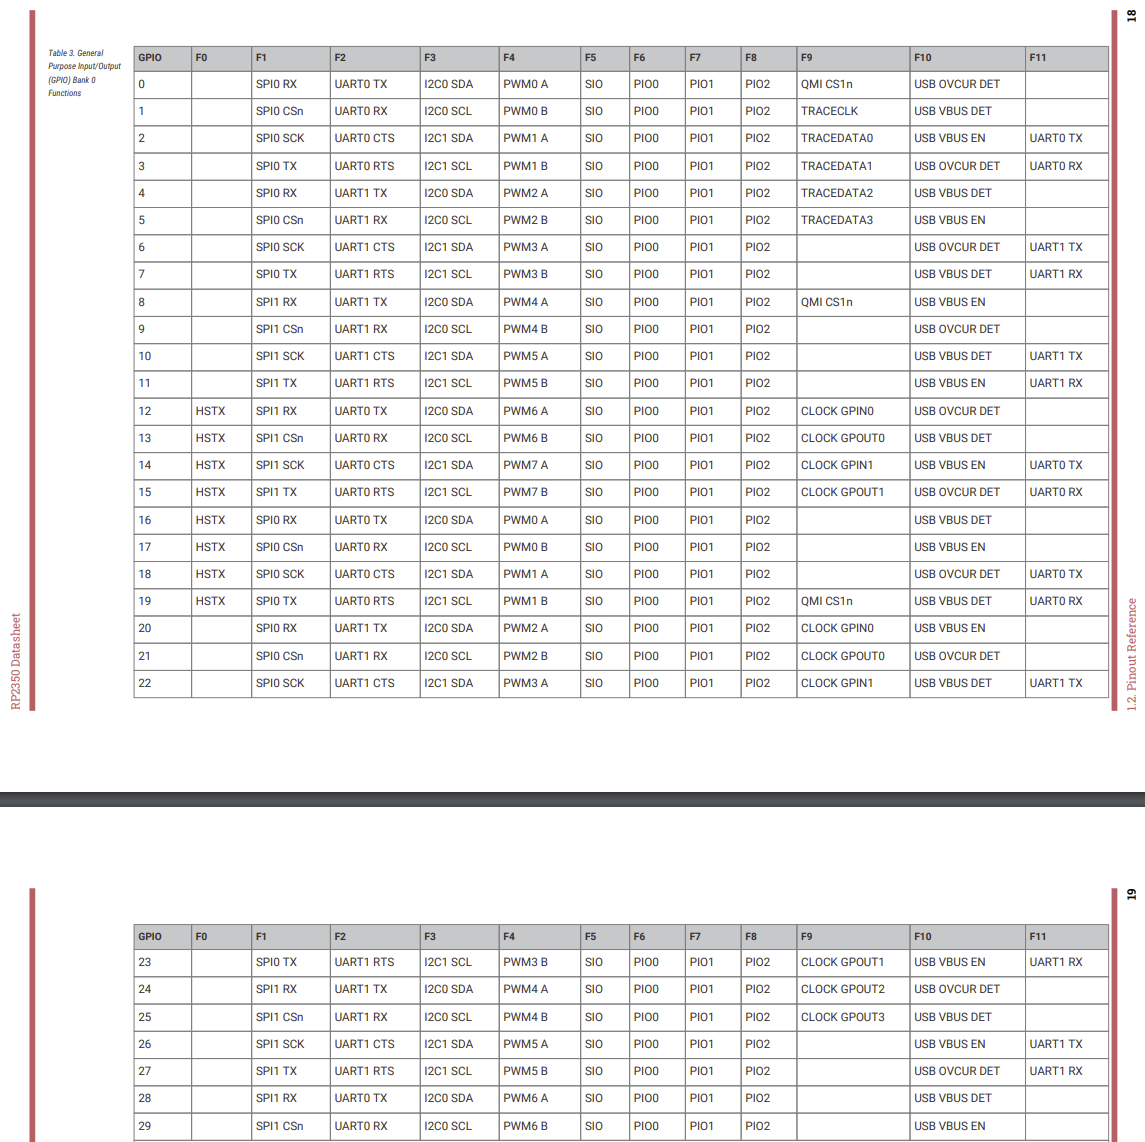 18
Table 3. General
Purpose Input/Output
(GPIO) Bank 0
Functions
GPIO F0 F1 F2 F3 F4 F5 F6 F7 F8 F9 F10 F11
0 SPI0 RX UART0 TX I2C0 SDA PWM0 A SIO PIO0 PIO1 PIO2 QMI CS1n USB OVCUR DET
1 SPI0 CSn UART0 RX I2C0 SCL PWM0 B SIO PIO0 PIO1 PIO2 TRACECLK USB VBUS DET
2 SPI0 SCK UART0 CTS I2C1 SDA PWM1 A SIO PIO0 PIO1 PIO2 TRACEDATA0 USB VBUS EN UART0 TX
3 SPI0 TX UART0 RTS I2C1 SCL PWM1 B SIO PIO0 PIO1 PIO2 TRACEDATA1 USB OVCUR DET UART0 RX
4 SPI0 RX UART1 TX I2C0 SDA PWM2 A SIO PIO0 PIO1 PIO2 TRACEDATA2 USB VBUS DET
5 SPI0 CSn UART1 RX I2C0 SCL PWM2 B SIO PIO0 PIO1 PIO2 TRACEDATA3 USB VBUS EN
6 SPI0 SCK UART1 CTS I2C1 SDA PWM3 A SIO PIO0 PIO1 PIO2 USB OVCUR DET UART1 TX
7 SPI0 TX UART1 RTS I2C1 SCL PWM3 B SIO PIO0 PIO1 PIO2 USB VBUS DET UART1 RX
8 SPI1 RX UART1 TX I2C0 SDA PWM4 A SIO PIO0 PIO1 PIO2 QMI CS1n USB VBUS EN
9 SPI1 CSn UART1 RX I2C0 SCL PWM4 B SIO PIO0 PIO1 PIO2 USB OVCUR DET
10 SPI1 SCK UART1 CTS I2C1 SDA PWM5 A SIO PIO0 PIO1 PIO2 USB VBUS DET UART1 TX
11 SPI1 TX UART1 RTS I2C1 SCL PWM5 B SIO PIO0 PIO1 PIO2 USB VBUS EN UART1 RX
12 HSTX SPI1 RX UART0 TX I2C0 SDA PWM6 A SIO PIO0 PIO1 PIO2 CLOCK GPIN0 USB OVCUR DET
13 HSTX SPI1 CSn UART0 RX I2C0 SCL PWM6 B SIO PIO0 PIO1 PIO2 CLOCK GPOUT0 USB VBUS DET
14 HSTX SPI1 SCK UART0 CTS I2C1 SDA PWM7 A SIO PIO0 PIO1 PIO2 CLOCK GPIN1 USB VBUS EN UART0 TX
15 HSTX SPI1 TX UART0 RTS I2C1 SCL PWM7 B SIO PIO0 PIO1 PIO2 CLOCK GPOUT1 USB OVCUR DET UART0 RX
16 HSTX SPI0 RX UART0 TX I2C0 SDA PWM0 A SIO PIO0 PIO1 PIO2 USB VBUS DET
17 HSTX SPI0 CSn UART0 RX I2C0 SCL PWM0 B SIO PIO0 PIO1 PIO2 USB VBUS EN
18 HSTX SPI0 SCK UART0 CTS I2C1 SDA PWM1 A SIO PIO0 PIO1 PIO2 USB OVCUR DET UART0 TX
19 HSTX SPI0 TX UART0 RTS I2C1 SCL PWM1 B SIO PIO0 PIO1 PIO2 QMI CS1n USB VBUS DET UART0 RX
20 SPI0 RX UART1 TX I2C0 SDA PWM2 A SIO PIO0 PIO1 PIO2 CLOCK GPIN0 USB VBUS EN
21 SPI0 CSn UART1 RX I2C0 SCL PWM2 B SIO PIO0 PIO1 PIO2 CLOCK GPOUT0 USB OVCUR DET
22 SPI0 SCK UART1 CTS I2C1 SDA PWM3 A SIO PIO0 PIO1 PIO2 CLOCK GPIN1 USB VBUS DET UART1 TX
RP2350 Datasheet
1.2. Pinout Reference
19
GPIO F0 F1 F2 F3 F4 F5 F6 F7 F8 F9 F10 F11
23 SPI0 TX UART1 RTS I2C1 SCL PWM3 B SIO PIO0 PIO1 PIO2 CLOCK GPOUT1 USB VBUS EN UART1 RX
24 SPI1 RX UART1 TX I2C0 SDA PWM4 A SIO PIO0 PIO1 PIO2 CLOCK GPOUT2 USB OVCUR DET
25 SPI1 CSn UART1 RX I2C0 SCL PWM4 B SIO PIO0 PIO1 PIO2 CLOCK GPOUT3 USB VBUS DET
26 SPI1 SCK UART1 CTS I2C1 SDA PWM5 A SIO PIO0 PIO1 PIO2 USB VBUS EN UART1 TX
27 SPI1 TX UART1 RTS I2C1 SCL PWM5 B SIO PIO0 PIO1 PIO2 USB OVCUR DET UART1 RX
28 SPI1 RX UART0 TX I2C0 SDA PWM6 A SIO PIO0 PIO1 PIO2 USB VBUS DET
29 SPI1 CSn UART0 RX I2C0 SCL PWM6 B SIO PIO0 PIO1 PIO2 USB VBUS EN